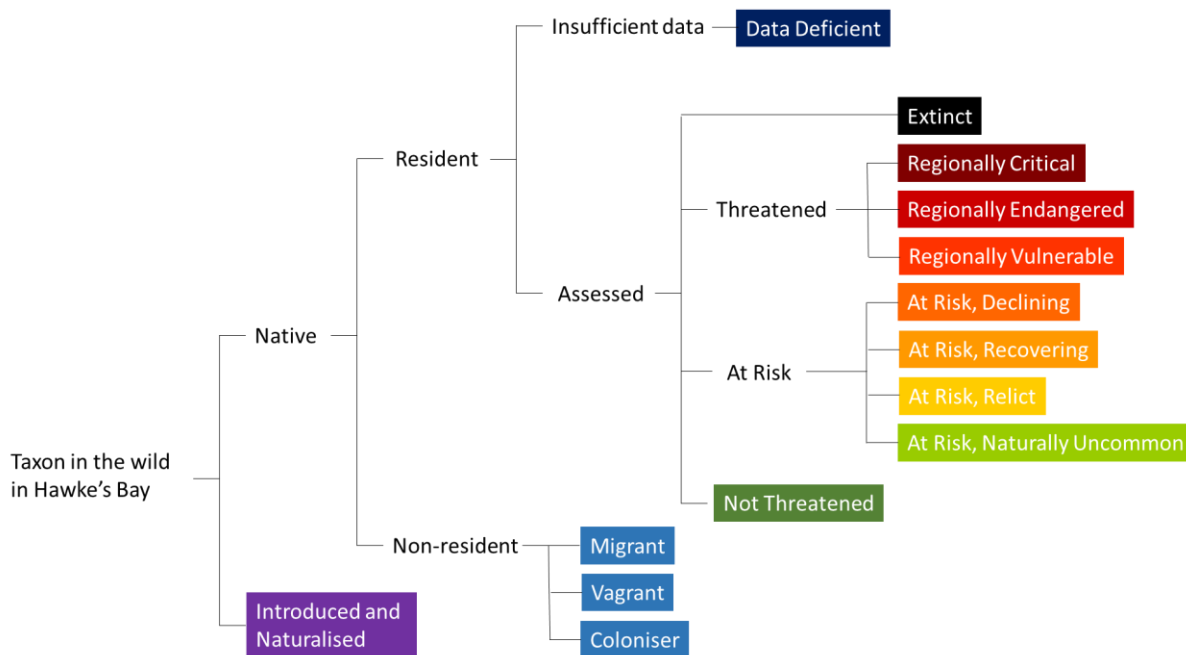 Insufficient data
Data Deficient
Extinct
Resident
Regionally Critical
Threatened
Regionally Endangered
Regionally Vulnerable
Assessed
At Risk, Declining
Native
At Risk, Recovering
At Risk
At Risk, Relict
At Risk, Naturally Uncommon
Taxon in the wild
in Hawke's Bay
Not Threatened
Non-resident
Migrant
Vagrant
Introduced and
Naturalised
Coloniser